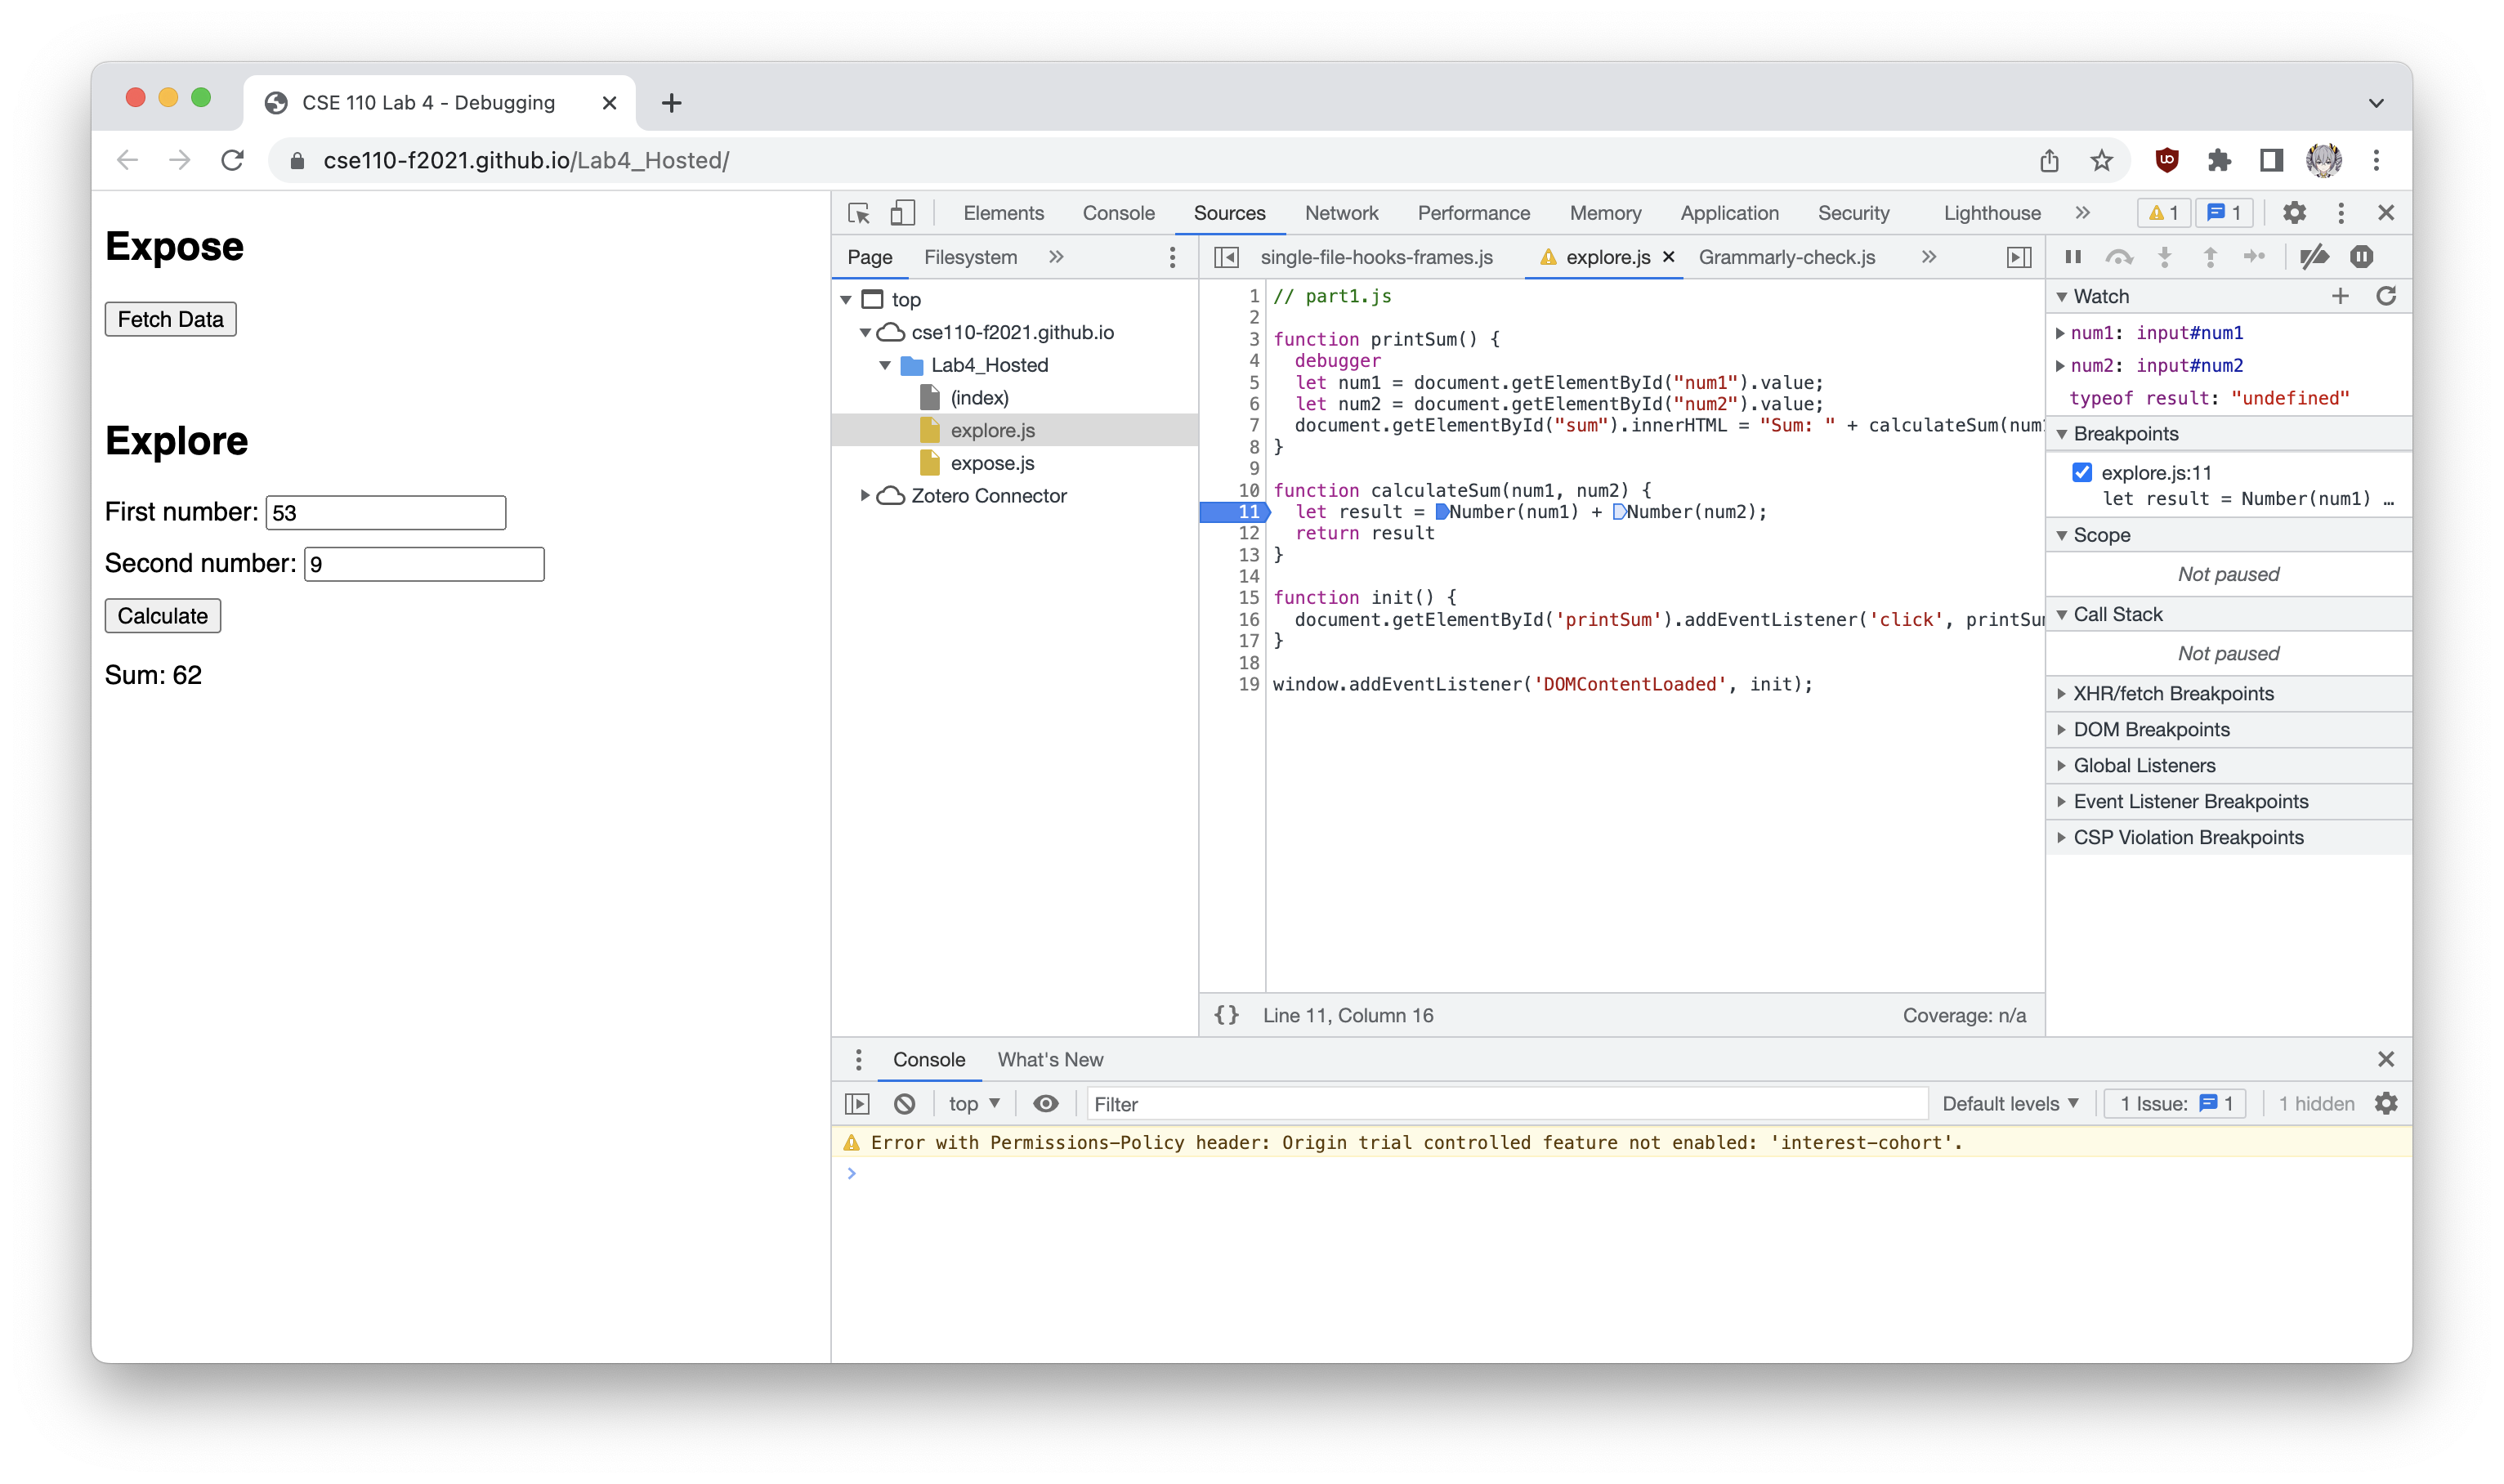 CSE 110 Lab 4 - Debugging
cse110-f2021.github.io/Lab4_Hosted/
Expose
Fetch Data
Explore
First number: 53
Second number: 9
Calculate
Sum: 62
Elements Console Sources Network Performance Memory Application Security Lighthouse 1 1
Page Filesystem
top
cse110-f2021.github.io
Lab4_Hosted
(index)
explore.js
expose.js
Zotero Connector
single-file-hooks-frames.js explore.js Grammarly-check.js
1 // part1.js
2
3 function printSum() {
4 debugger
5 let num1 = document.getElementById("num1").value;
6 let num2 = document.getElementById("num2").value;
7 document.getElementById("sum").innerHTML = "Sum: " + calculateSum(num
8 }
9
10 function calculateSum(num1, num2) {
11 let result = Number(num1) + Number(num2);
12 return result
13 }
14
15 function init() {
16 document.getElementById('printSum').addEventListener('click', printSu
17 }
18
19 window.addEventListener('DOMContentLoaded', init);
{} Line 11, Column 16 Coverage: n/a
Watch
num1: input#num1
num2: input#num2
typeof result: "undefined"
Breakpoints
explore.js:11
let result = Number(num1) …
Scope
Not paused
Call Stack
Not paused
XHR/fetch Breakpoints
DOM Breakpoints
Global Listeners
Event Listener Breakpoints
CSP Violation Breakpoints
Console What's New
top Filter Default levels 1 Issue: 1 1 hidden
Error with Permissions-Policy header: Origin trial controlled feature not enabled: 'interest-cohort'.